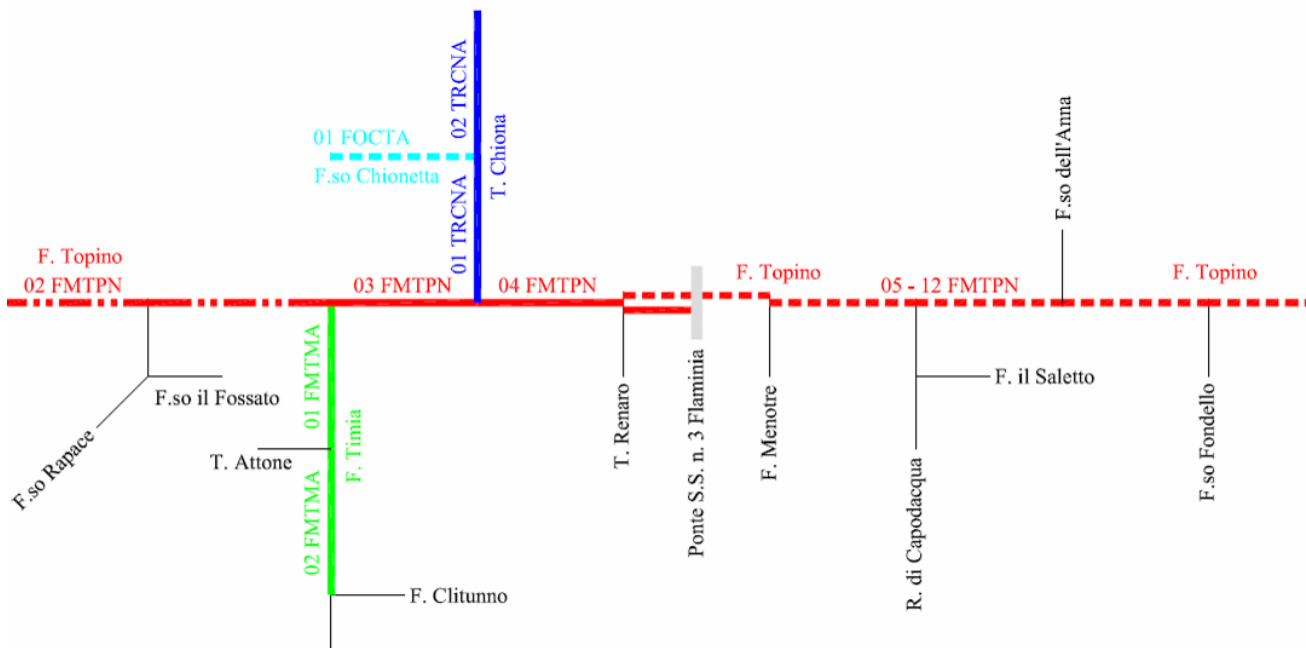 02 TRCNA
T. Chiona
01 FOCTA
F.so Chionetta
01 TRCNA
F.so dell'Anna
F. Topino
02 FMTPN
03 FMTPN
04 FMTPN
F. Topino
05 - 12 FMTPN
F. Topino
F.so il Fossato
F.so Rapace
01 FMTMA
F. Timia
T. Attone
02 FMTMA
F. Clitunno
T. Renaro
Ponte S.S. n. 3 Flaminia
F. Menotre
F. il Saletto
R. di Capodacqua
F.so Fondello